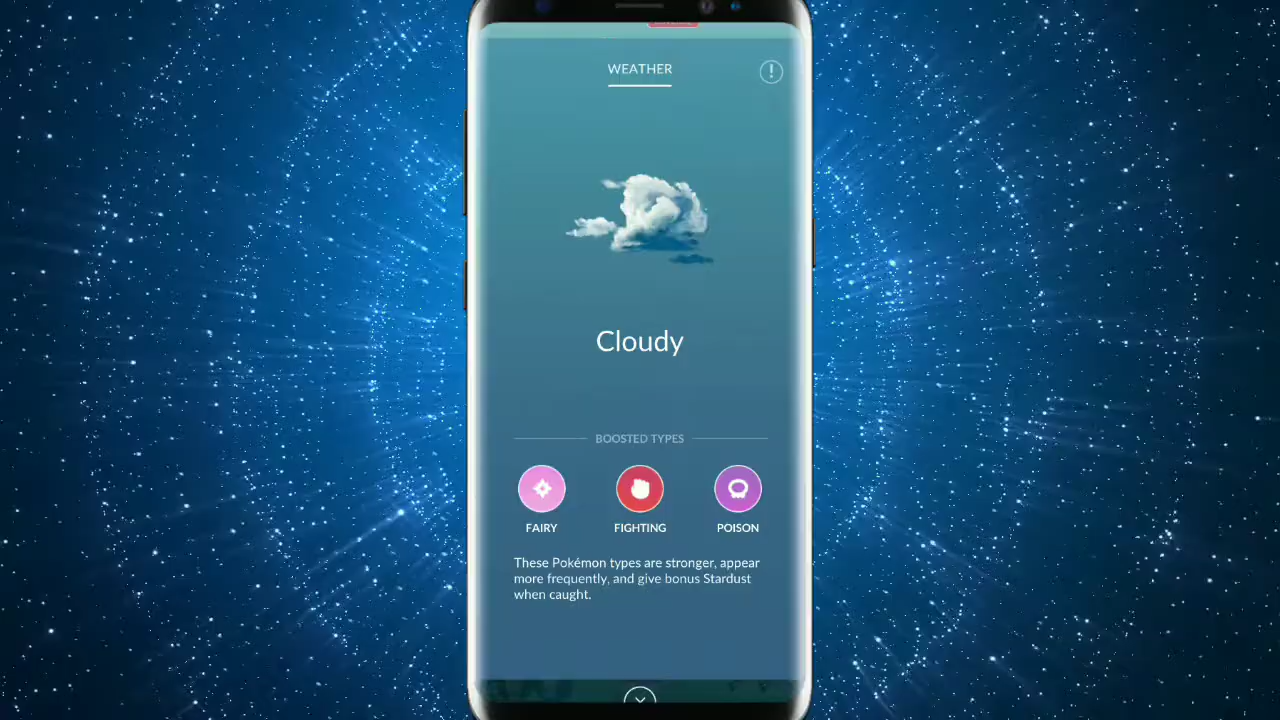 WEATHER
Cloudy
BOOSTED TYPES
FAIRY
FIGHTING
POISON
These Pokémon types are stronger, appear
more frequently, and give bonus Stardust
when caught.